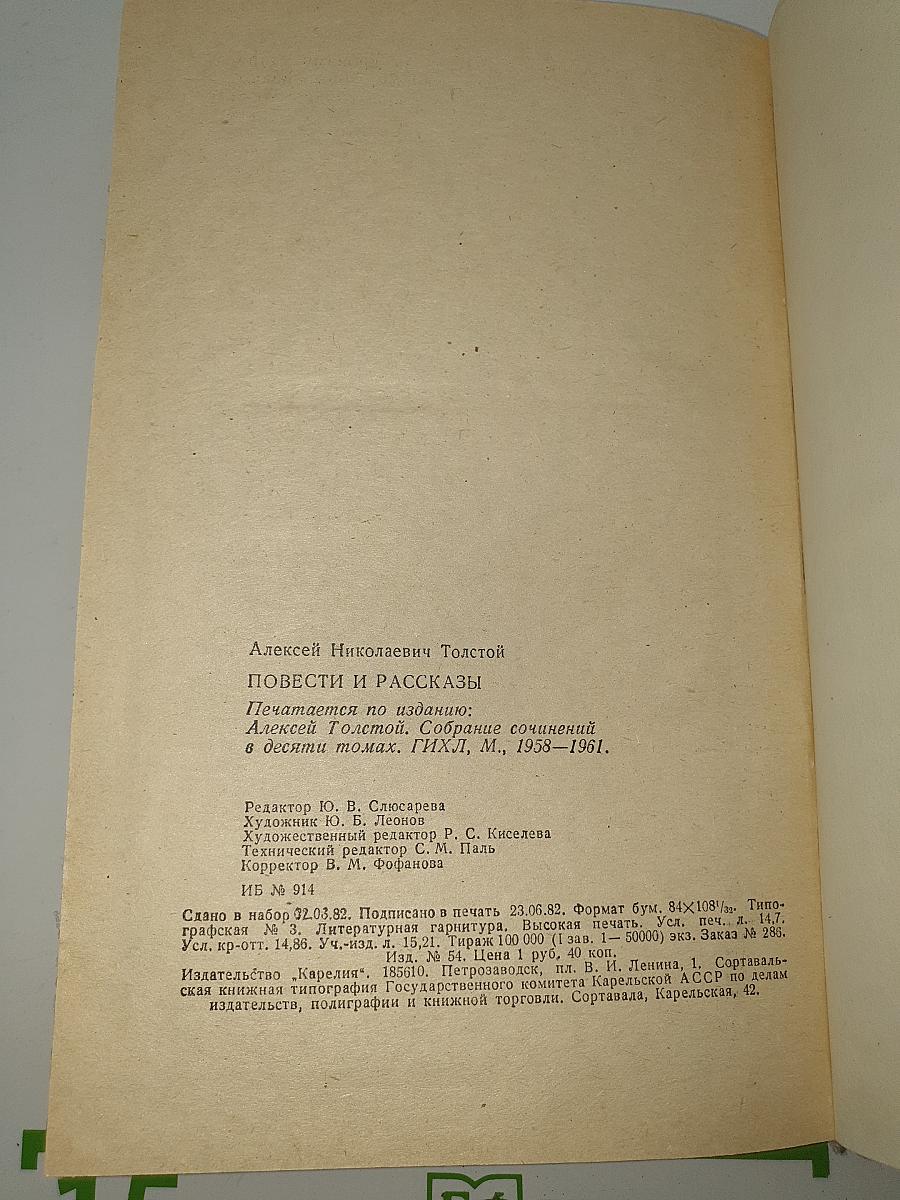 Алексей Николаевич Толстой
ПОВЕСТИ И РАССКАЗЫ
Печатается по изданию:
Алексей Толстой. Собрание сочинений
в десяти томах. ГИХЛ, М., 1958—1961.
Редактор Ю. В. Слюсарева
Художник Ю. Б. Леонов
Художественный редактор Р. С. Киселева
Технический редактор С. М. Паль
Корректор В. М. Фофанова
ИБ № 914
Сдано в набор 02.03.82. Подписано в печать 23.06.82. Формат бум. 84×108¹/₃₂. Типо-
графская № 3. Литературная гарнитура. Высокая печать. Усл. печ. л. 14,7.
Усл. кр-отт. 14,86. Уч.-изд. л. 15,21. Тираж 100 000 (I зав. 1— 50000) экз. Заказ № 286.
Изд. № 54. Цена 1 руб. 40 коп.
Издательство „Карелия“. 185610. Петрозаводск, пл. В. И. Ленина, 1. Сортаваль-
ская книжная типография Государственного комитета Карельской АССР по делам
издательств, полиграфии и книжной торговли. Сортавала, Карельская, 42.